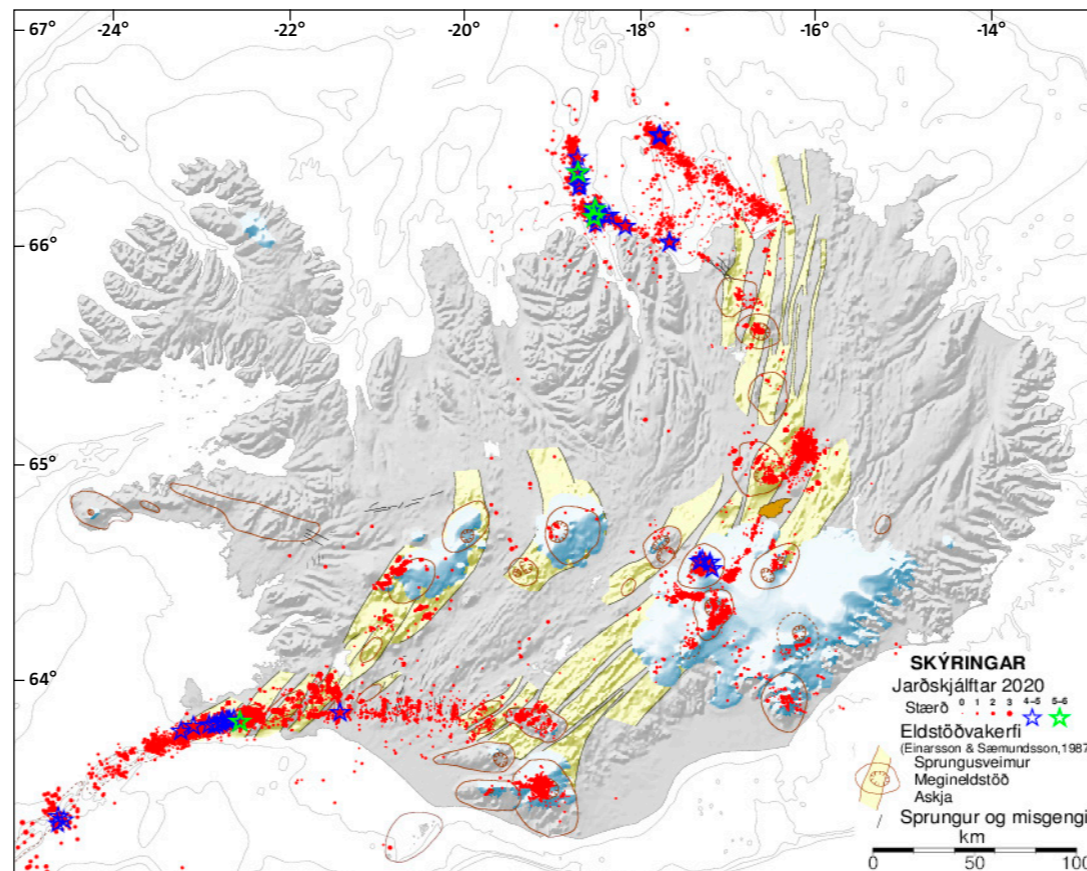 67°
-24° -22° -20° -18° -16° -14°
66°
65°
64°
SKÝRINGAR
Jarðskjálftar 2020
Stærð 0 1 2 3 4-5 5-6
Eldstöðvakerfi
(Einarsson & Sæmundsson,1987
Sprungusveimur
Megineldstöð
Askja
Sprungur og misgengi
km
0 50 100